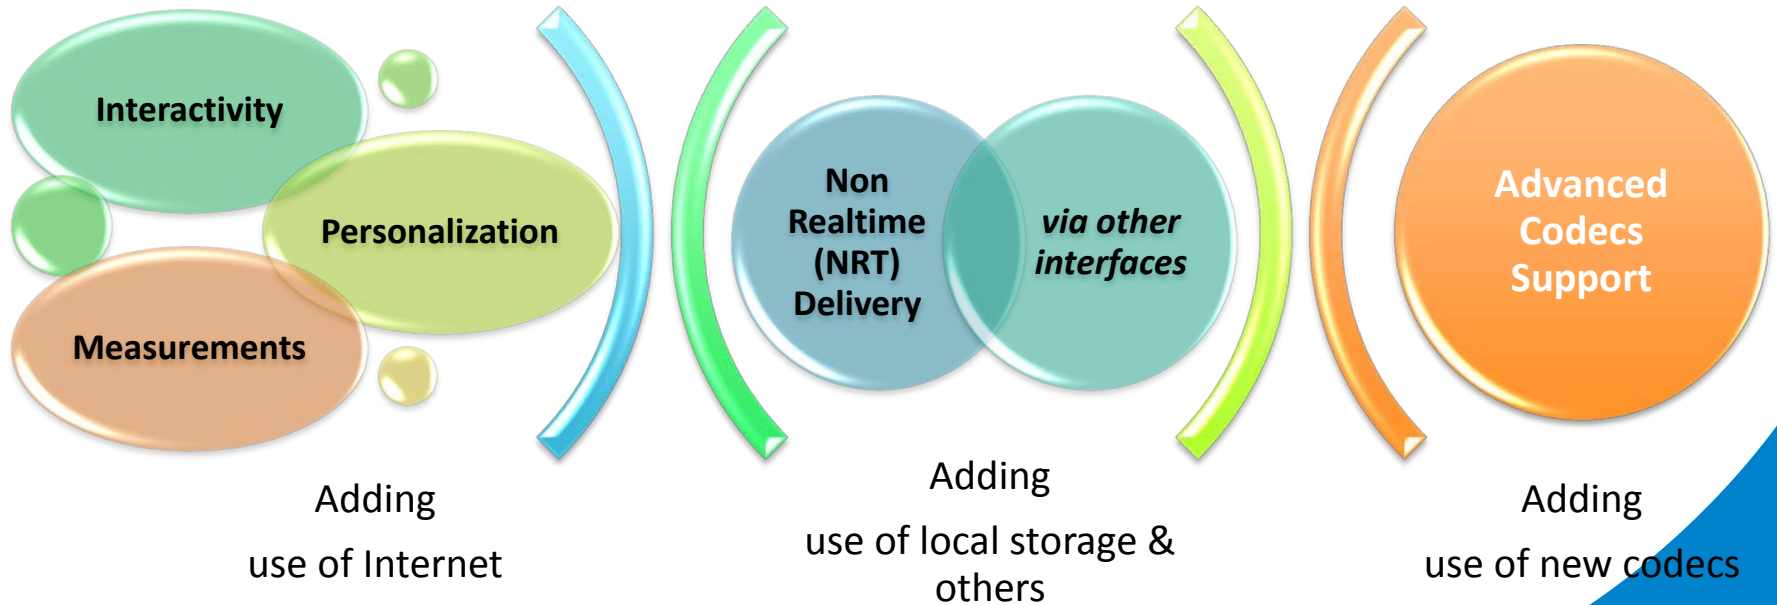 Interactivity
Personalization
Measurements
Adding
use of Internet
Non
Realtime
(NRT)
Delivery
via other
interfaces
Adding
use of local storage &
others
Advanced
Codecs
Support
Adding
use of new codecs